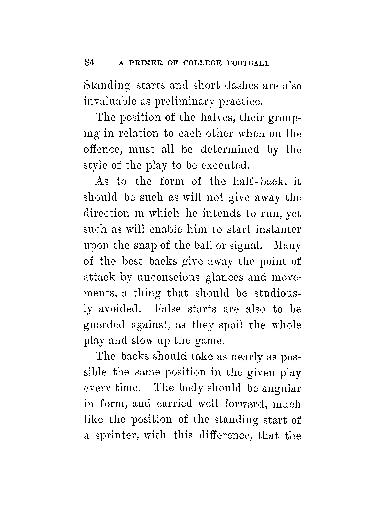 84 A PRIMER OF COLLEGE FOOTBALL
Standing starts and short dashes are also
invaluable as preliminary practice.
The position of the halves, their group-
ing in relation to each other when on the
offence, must all be determined by the
style of the play to be executed.
As to the form of the half-back, it
should be such as will not give away the
direction in which he intends to run, yet
such as will enable him to start instanter
upon the snap of the ball or signal. Many
of the best backs give away the point of
attack by unconscious glances and move-
ments, a thing that should be studious-
ly avoided. False starts are also to be
guarded against, as they spoil the whole
play and slow up the game.
The backs should take as nearly as pos-
sible the same position in the given play
every time. The body should be angular
in form, and carried well forward, much
like the position of the standing start of
a sprinter, with this difference, that the